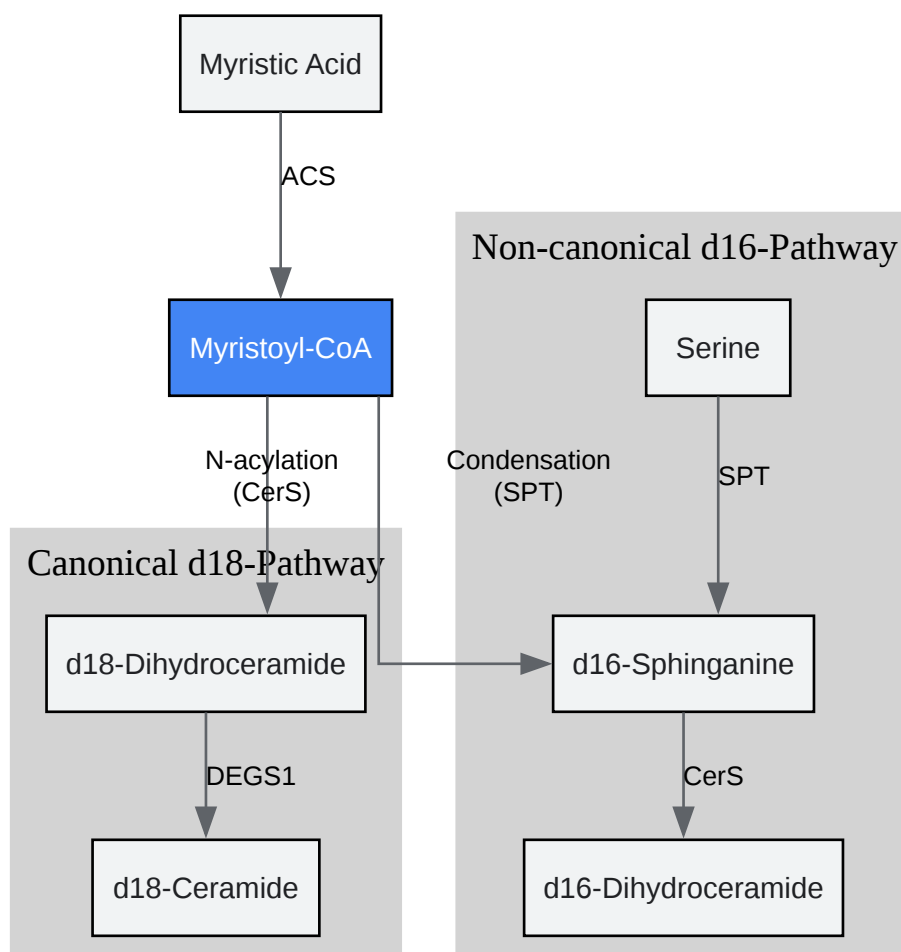 Myristic Acid
ACS
Non-canonical d16-Pathway
Myristoyl-CoA
Serine
N-acylation
(CerS)
Condensation
(SPT)
SPT
Canonical d18-Pathway
d18-Dihydroceramide
d16-Sphinganine
DEGS1
CerS
d18-Ceramide
d16-Dihydroceramide